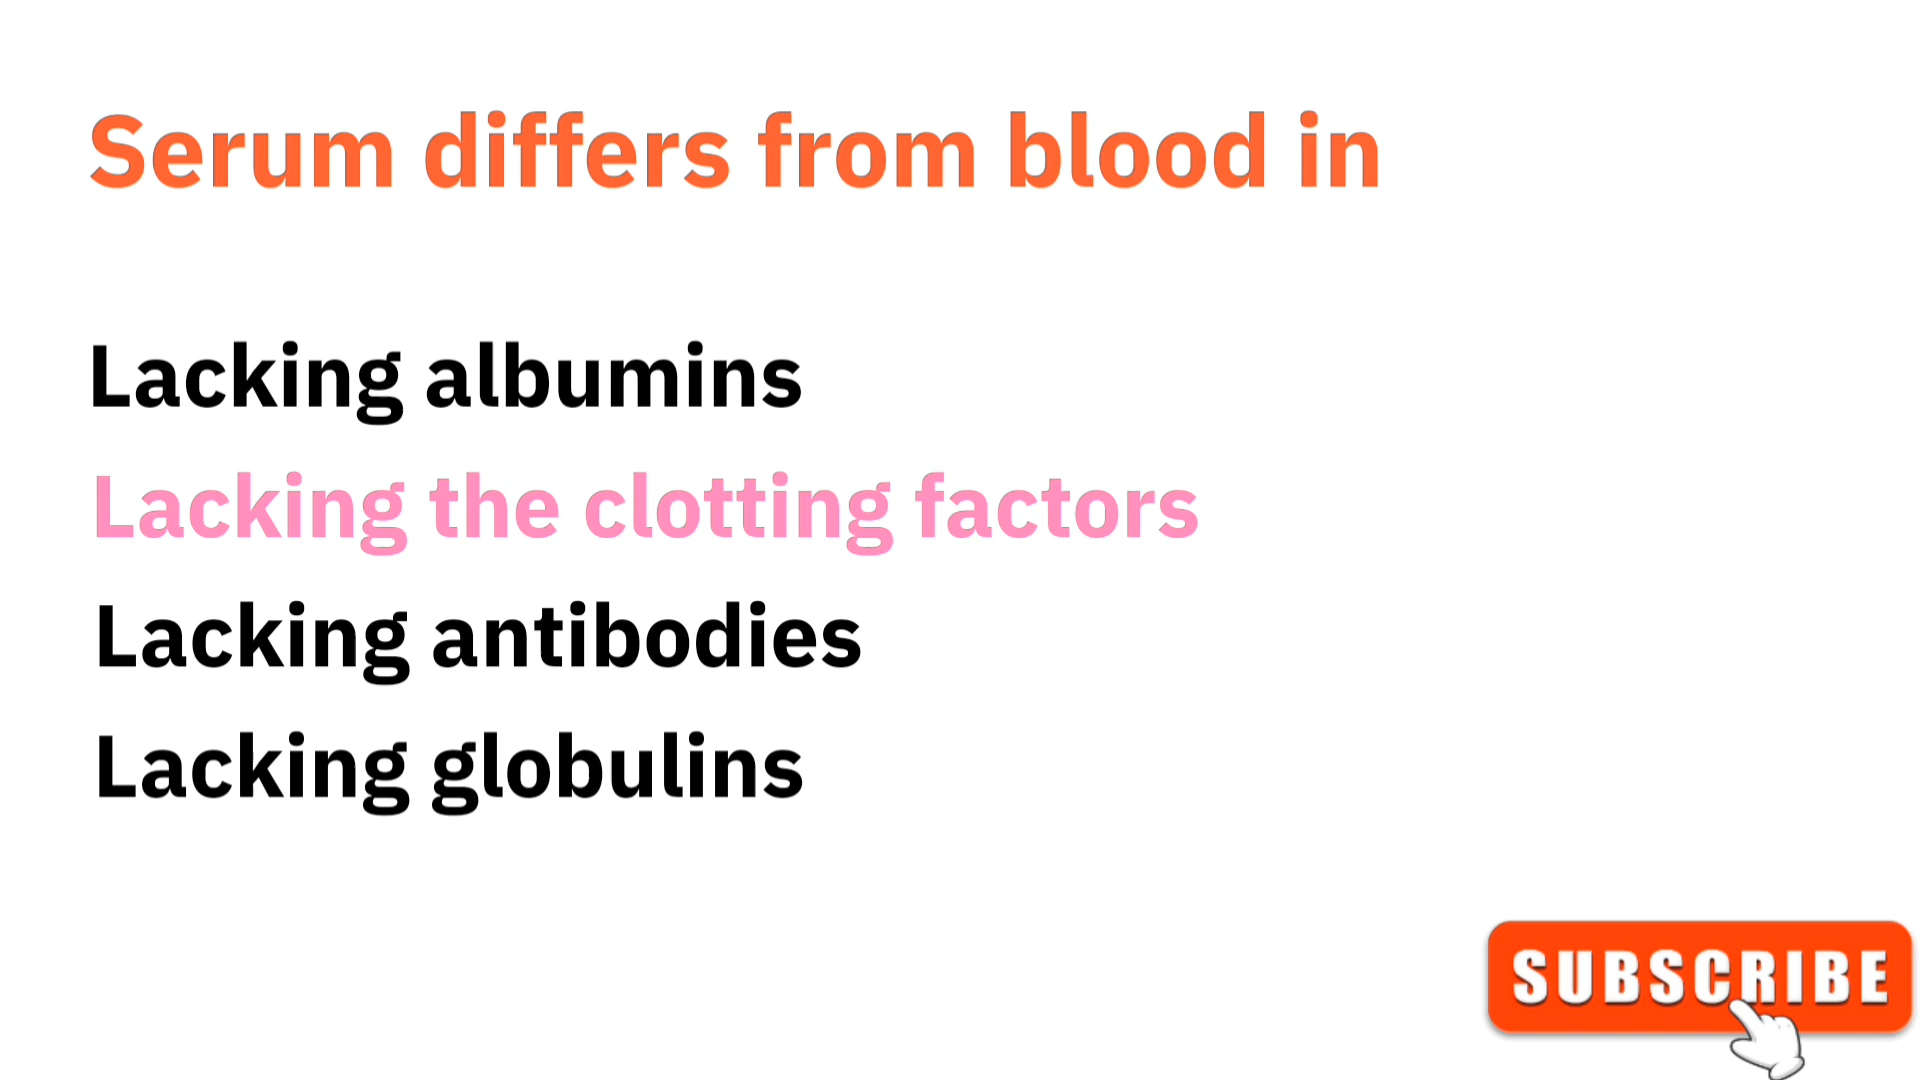 Serum differs from blood in
Lacking albumins
Lacking the clotting factors
Lacking antibodies
Lacking globulins
SUBSCRIBE